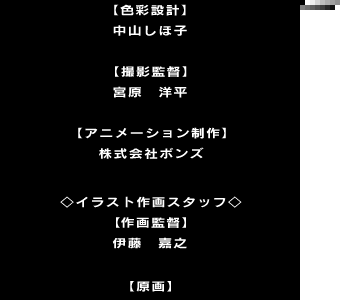 【色彩設計】
中山しほ子
【撮影監督】
宮原　洋平
【アニメーション制作】
株式会社ボンズ
◇イラスト作画スタッフ◇
【作画監督】
伊藤　嘉之
【原画】